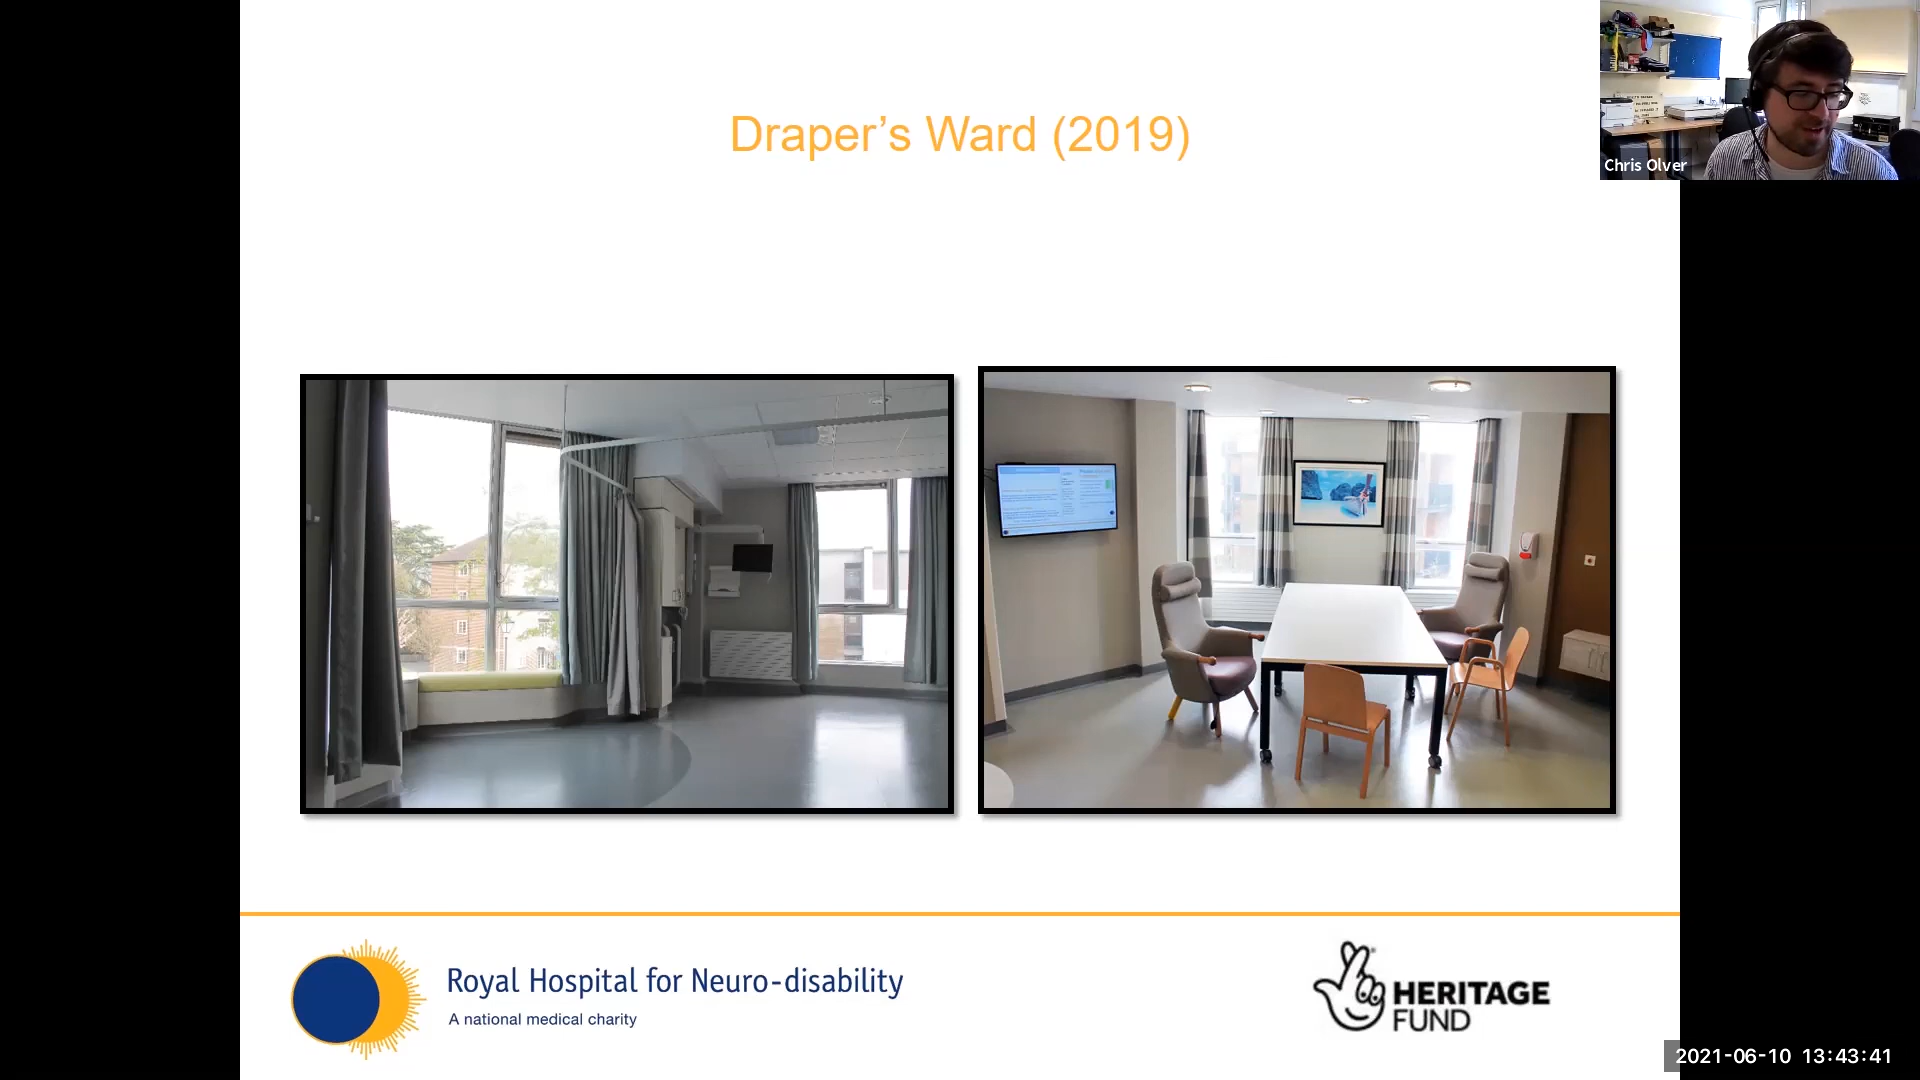 Draper’s Ward (2019)
Chris Olver
Royal Hospital for Neuro-disability
A national medical charity
HERITAGE
FUND
2021-06-10 13:43:41